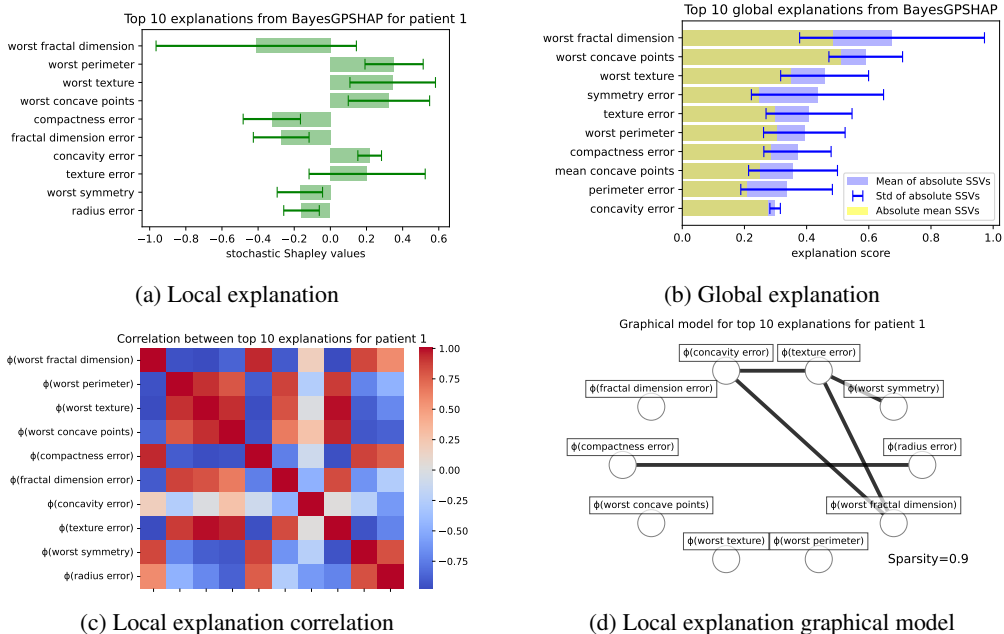 Top 10 explanations from BayesGPSHAP for patient 1
worst fractal dimension
worst perimeter
worst texture
worst concave points
compactness error
fractal dimension error
concavity error
texture error
worst symmetry
radius error
−1.0 −0.8 −0.6 −0.4 −0.2 0.0 0.2 0.4 0.6
stochastic Shapley values
(a) Local explanation
Top 10 global explanations from BayesGPSHAP
worst fractal dimension
worst concave points
worst texture
symmetry error
texture error
worst perimeter
compactness error
mean concave points
perimeter error
concavity error
Mean of absolute SSVs
Std of absolute SSVs
Absolute mean SSVs
0.0 0.2 0.4 0.6 0.8 1.0
explanation score
(b) Global explanation
Correlation between top 10 explanations for patient 1
ϕ(worst fractal dimension)
ϕ(worst perimeter)
ϕ(worst texture)
ϕ(worst concave points)
ϕ(compactness error)
ϕ(fractal dimension error)
ϕ(concavity error)
ϕ(texture error)
ϕ(worst symmetry)
ϕ(radius error)
1.00
0.75
0.50
0.25
0.00
−0.25
−0.50
−0.75
(c) Local explanation correlation
Graphical model for top 10 explanations for patient 1
ϕ(concavity error) ϕ(texture error)
ϕ(fractal dimension error) ϕ(worst symmetry)
ϕ(compactness error) ϕ(radius error)
ϕ(worst concave points) ϕ(worst fractal dimension)
ϕ(worst texture) ϕ(worst perimeter)
Sparsity=0.9
(d) Local explanation graphical model